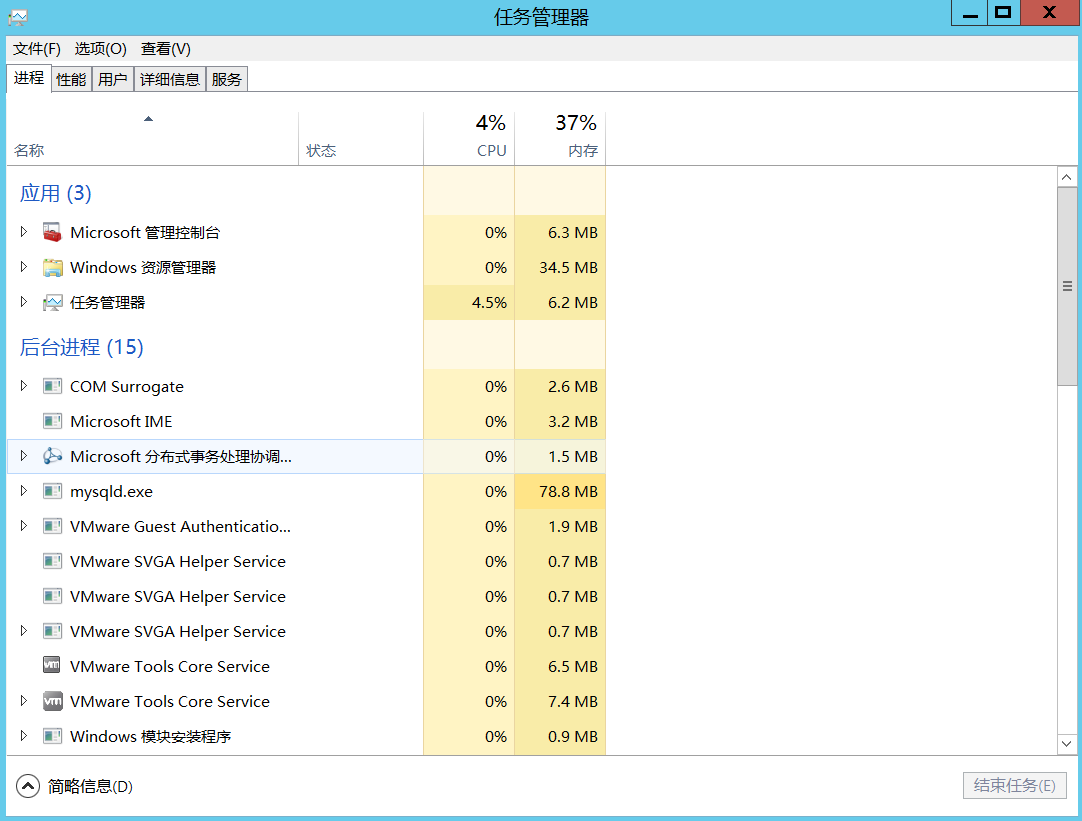 任务管理器
文件(F) 选项(O) 查看(V)
进程 性能 用户 详细信息 服务
4% 37%
名称 状态 CPU 内存
应用 (3)
Microsoft 管理控制台 0% 6.3 MB
Windows 资源管理器 0% 34.5 MB
任务管理器 4.5% 6.2 MB
后台进程 (15)
COM Surrogate 0% 2.6 MB
Microsoft IME 0% 3.2 MB
Microsoft 分布式事务处理协调... 0% 1.5 MB
mysqld.exe 0% 78.8 MB
VMware Guest Authenticatio... 0% 1.9 MB
VMware SVGA Helper Service 0% 0.7 MB
VMware SVGA Helper Service 0% 0.7 MB
VMware SVGA Helper Service 0% 0.7 MB
VMware Tools Core Service 0% 6.5 MB
VMware Tools Core Service 0% 7.4 MB
Windows 模块安装程序 0% 0.9 MB
简略信息(D) 结束任务(E)